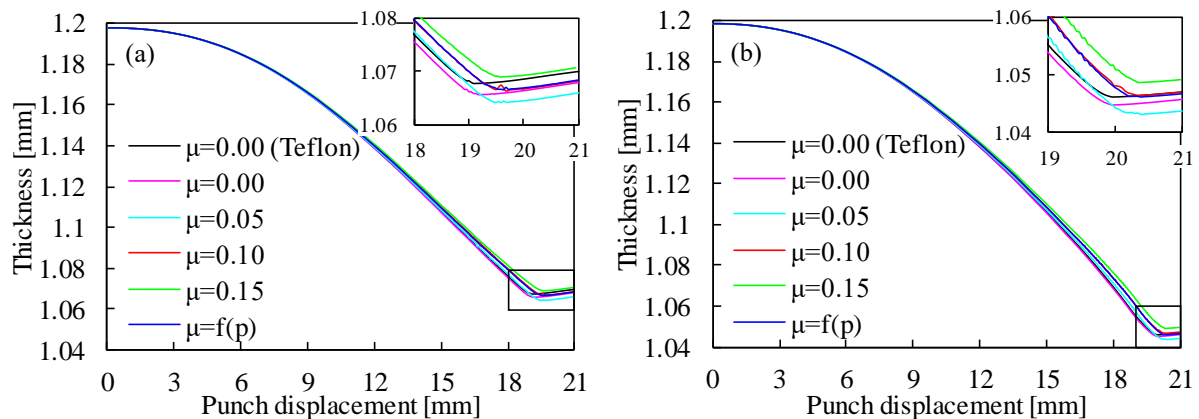 1.2
1.18
1.16
1.14
1.12
1.1
1.08
1.06
1.04
Thickness [mm]
(a)
μ=0.00 (Teflon)
μ=0.00
μ=0.05
μ=0.10
μ=0.15
μ=f(p)
1.08
1.07
1.06
18 19 20 21
0 3 6 9 12 15 18 21
Punch displacement [mm]
1.2
1.18
1.16
1.14
1.12
1.1
1.08
1.06
1.04
Thickness [mm]
(b)
μ=0.00 (Teflon)
μ=0.00
μ=0.05
μ=0.10
μ=0.15
μ=f(p)
1.06
1.05
1.04
19 20 21
0 3 6 9 12 15 18 21
Punch displacement [mm]